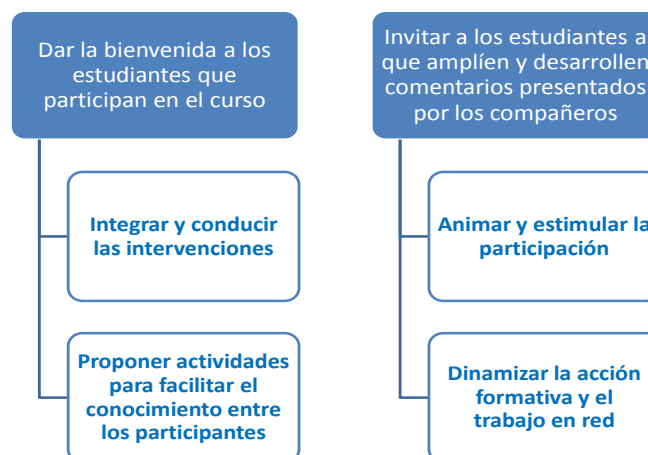 Dar la bienvenida a los
estudiantes que
participan en el curso
Integrar y conducir
las intervenciones
Proponer actividades
para facilitar el
conocimiento entre
los participantes
Invitar a los estudiantes a
que amplíen y desarrollen
comentarios presentados
por los compañeros
Animar y estimular la
participación
Dinamizar la acción
formativa y el
trabajo en red